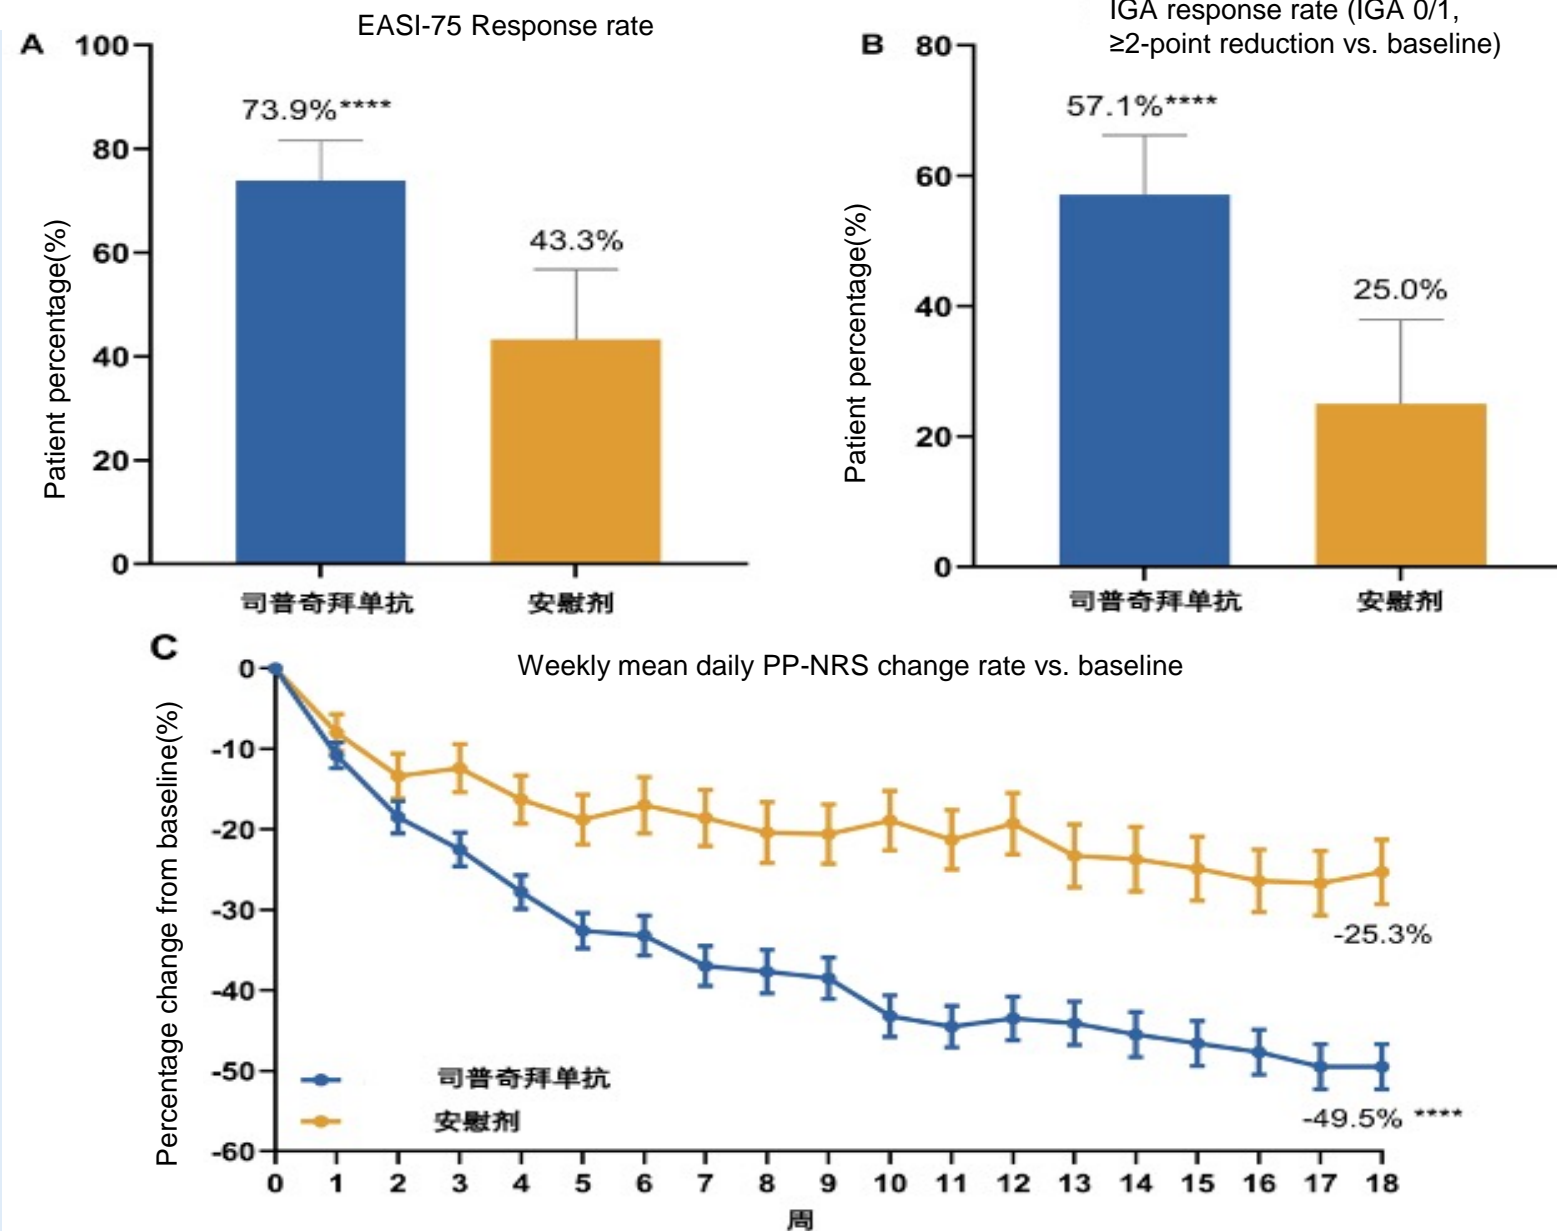 EASI-75 Response rate
A
100
80
60
40
20
0
Patient percentage(%)
73.9%****
43.3%
司普奇拜单抗
安慰剂
IGA response rate (IGA 0/1,
≥2-point reduction vs. baseline)
B
80
60
40
20
0
Patient percentage(%)
57.1%****
25.0%
司普奇拜单抗
安慰剂
C
Weekly mean daily PP-NRS change rate vs. baseline
0
-10
-20
-30
-40
-50
-60
Percentage change from baseline(%)
-25.3%
-49.5% ****
司普奇拜单抗
安慰剂
0 1 2 3 4 5 6 7 8 9 10 11 12 13 14 15 16 17 18
周